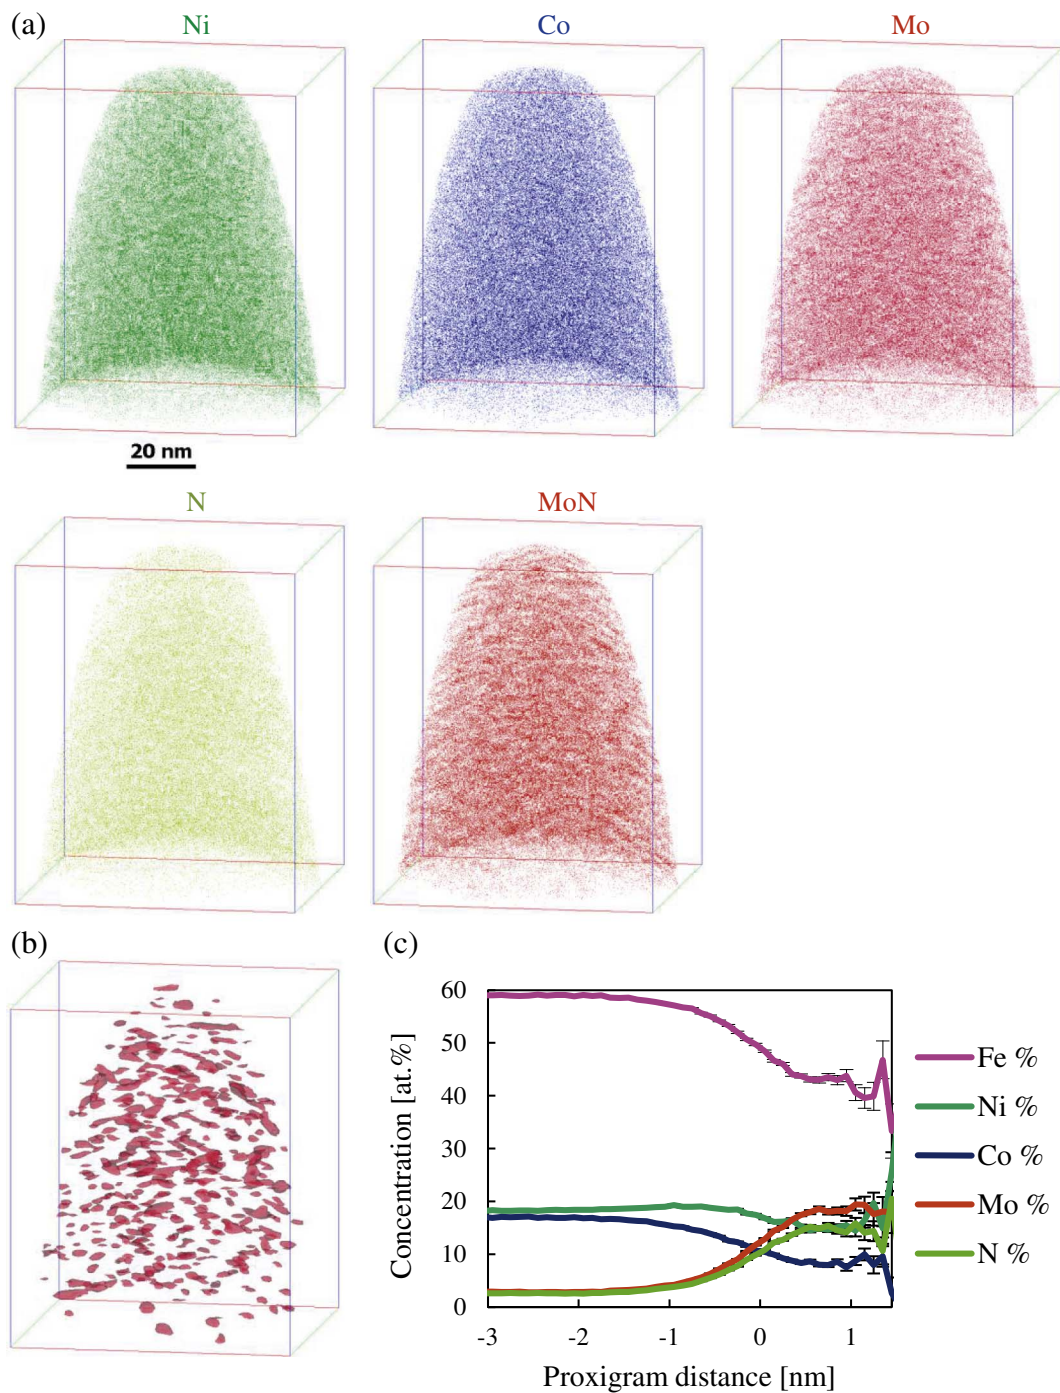 (a)
Ni
Co
Mo
20 nm
N
MoN
(b)
(c)
Concentration [at.%]
60
50
40
30
20
10
0
-3
-2
-1
0
1
Proxigram distance [nm]
Fe %
Ni %
Co %
Mo %
N %